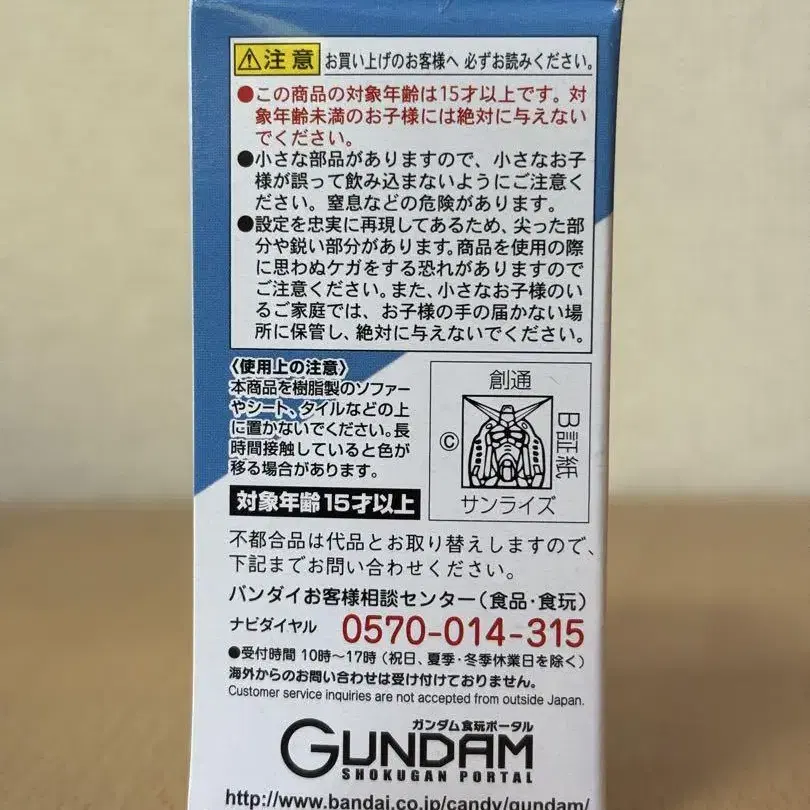 ⚠注意 お買い上げのお客様へ 必ずお読みください。
●この商品の対象年齢は15才以上です。対
象年齢未満のお子様には絶対に与えない
でください。
●小さな部品がありますので、小さなお子
様が誤って飲み込まないようにご注意く
ださい。窒息などの危険があります。
●設定を忠実に再現してあるため、尖った部
分や鋭い部分があります。商品を使用の際
に思わぬケガをする恐れがありますので
ご注意ください。また、小さなお子様のい
るご家庭では、お子様の手の届かない場
所に保管し、絶対に与えないでください。
〈使用上の注意〉
本商品を樹脂製のソファー
やシート、タイルなどの上
に置かないでください。長
時間接触していると色が
移る場合があります。
対象年齢15才以上
創通
©
B証紙
サンライズ
不都合品は代品とお取り替えしますので、
下記までお問い合わせください。
バンダイお客様相談センター(食品・食玩)
ナビダイヤル 0570-014-315
●受付時間 10時〜17時(祝日、夏季・冬季休業日を除く)
海外からのお問い合わせは受け付けておりません。
Customer service inquiries are not accepted from outside Japan.
ガンダム食玩ポータル
GUNDAM
SHOKUGAN PORTAL
http://www.bandai.co.jp/candy/gundam/